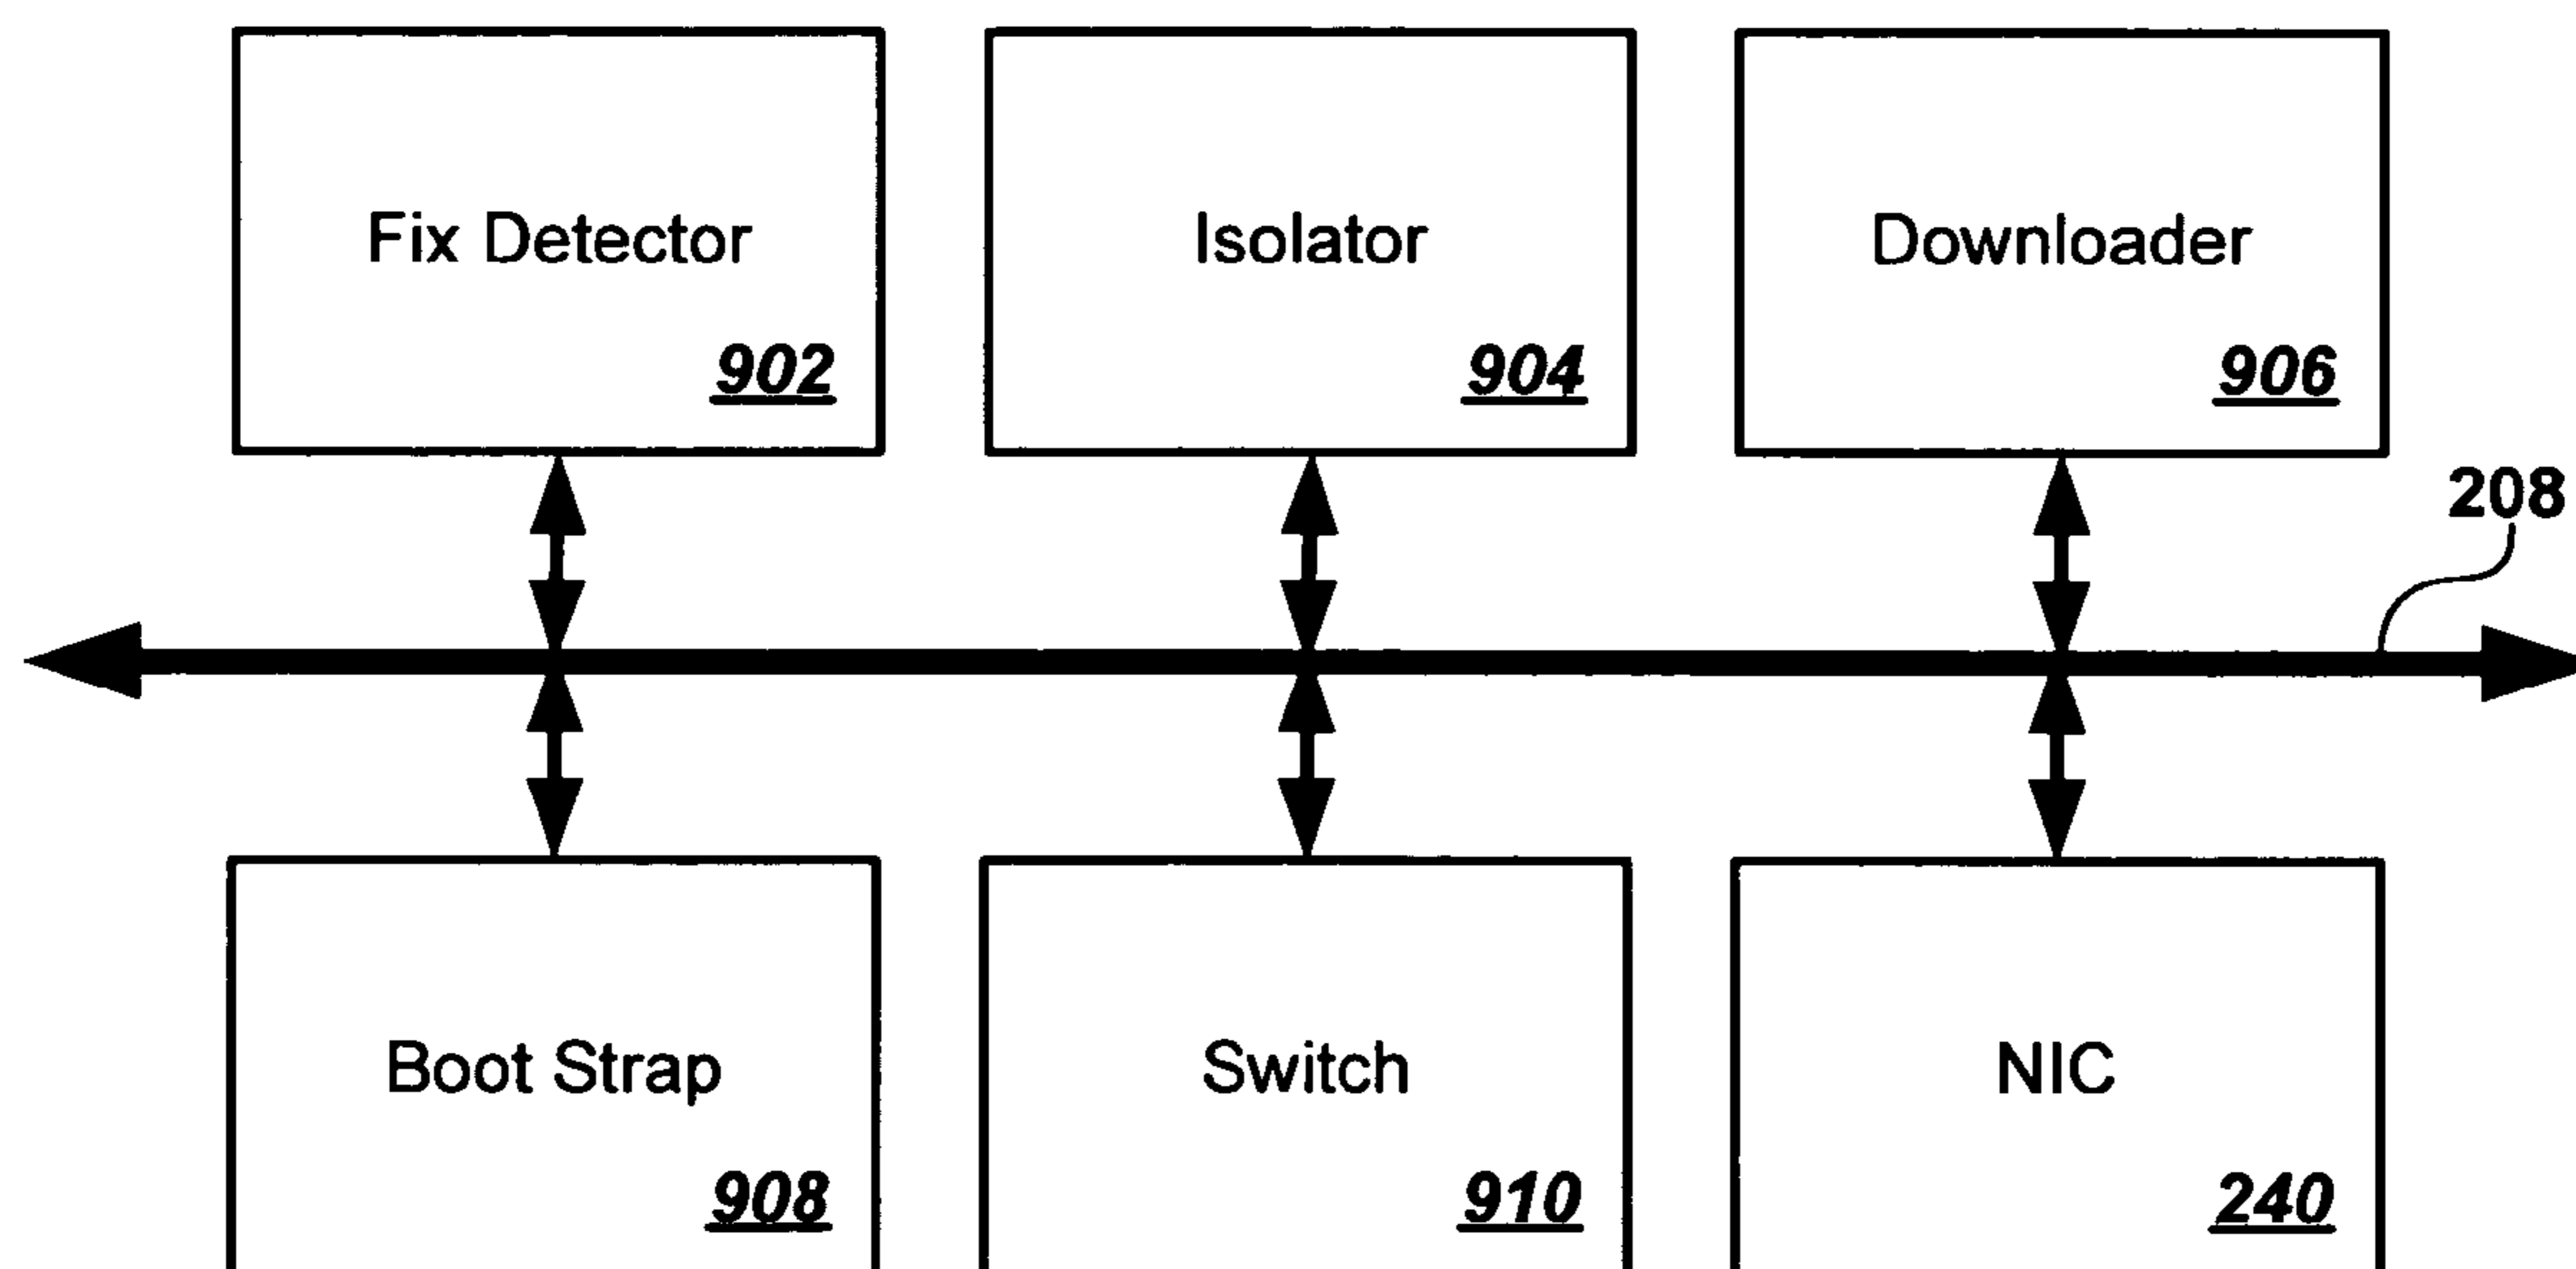 Fix Detector
902
Isolator
904
Downloader
906
208
Boot Strap
908
Switch
910
NIC
240